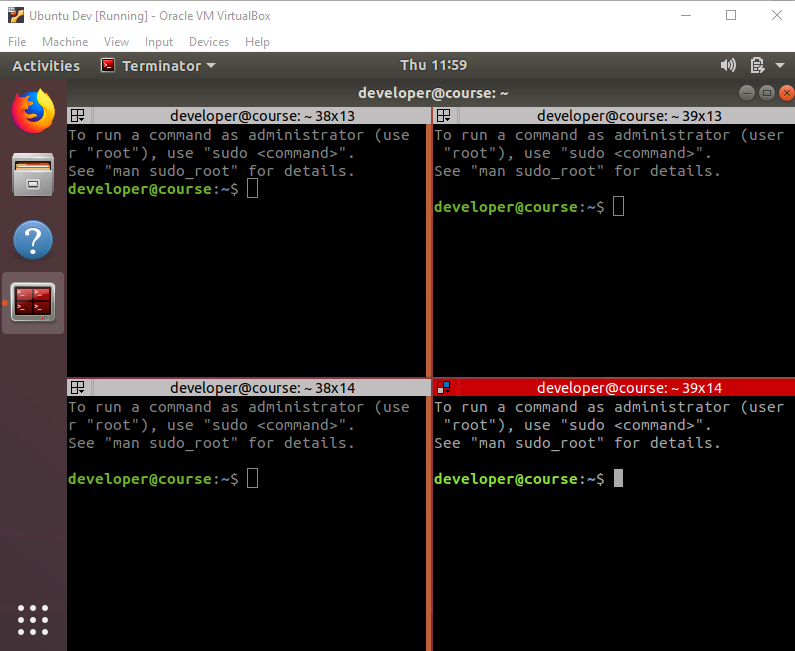 Ubuntu Dev [Running] - Oracle VM VirtualBox
File Machine View Input Devices Help
Activities Terminator Thu 11:59
developer@course: ~
developer@course: ~ 38x13
To run a command as administrator (use
r "root"), use "sudo <command>".
See "man sudo_root" for details.
developer@course:~$
developer@course: ~ 39x13
To run a command as administrator (user
"root"), use "sudo <command>".
See "man sudo_root" for details.
developer@course:~$
developer@course: ~ 38x14
To run a command as administrator (use
r "root"), use "sudo <command>".
See "man sudo_root" for details.
developer@course:~$
developer@course: ~ 39x14
To run a command as administrator (user
"root"), use "sudo <command>".
See "man sudo_root" for details.
developer@course:~$